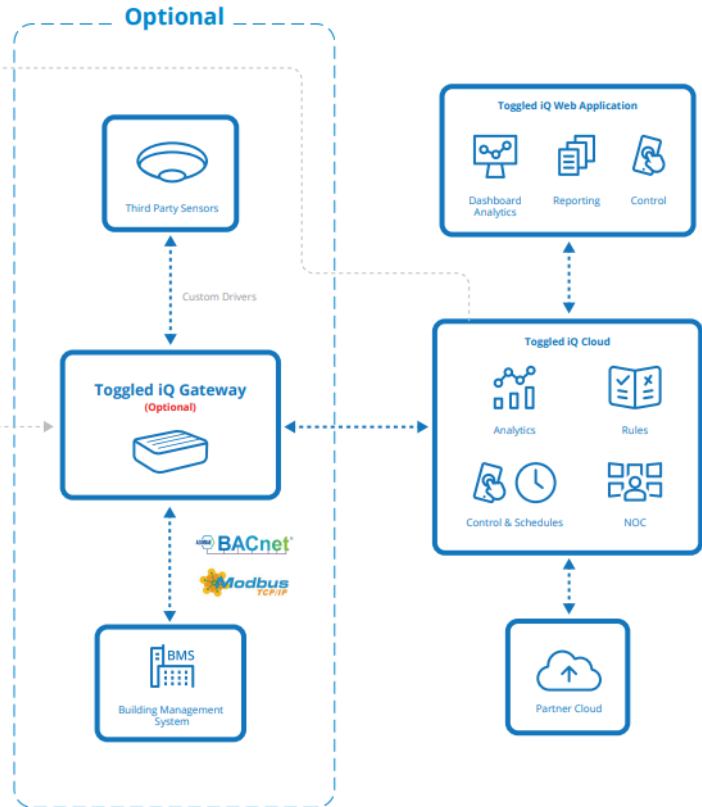 Optional
Third Party Sensors
Custom Drivers
Toggled iQ Gateway
(Optional)
BACnet
Modbus
TCP/IP
BMS
Building Management
System
Toggled iQ Web Application
Dashboard
Analytics
Reporting
Control
Toggled iQ Cloud
Analytics
Rules
Control & Schedules
NOC
Partner Cloud